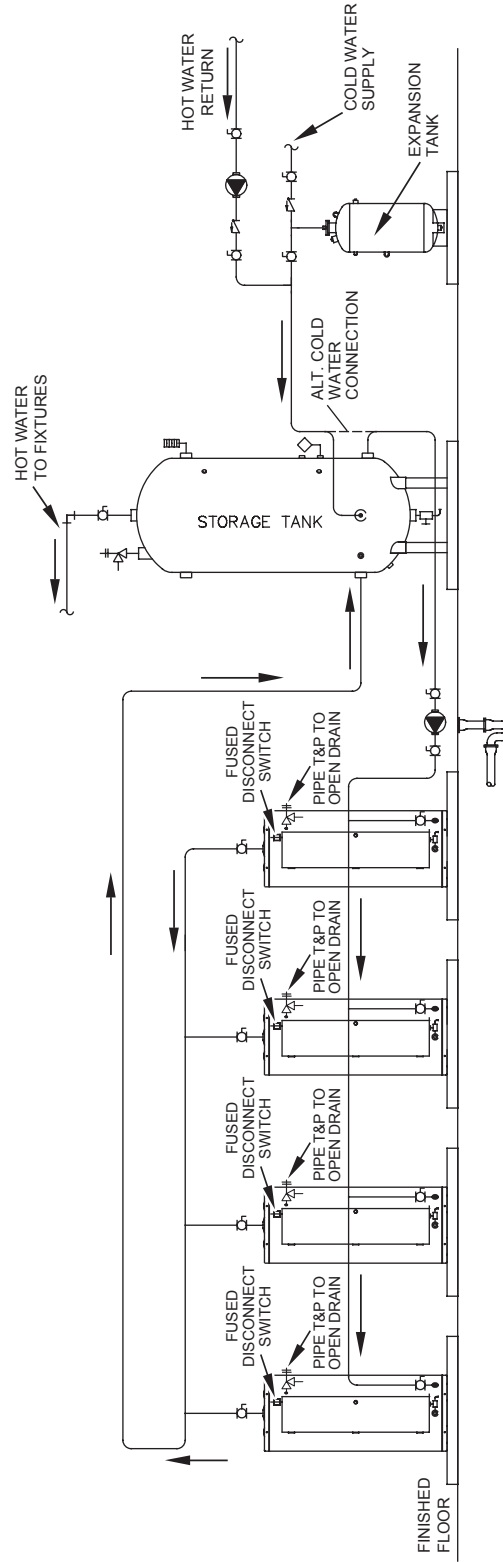 FINISHED
FLOOR
FUSED
DISCONNECT
SWITCH
PIPE T&P TO
OPEN DRAIN
FUSED
DISCONNECT
SWITCH
PIPE T&P TO
OPEN DRAIN
FUSED
DISCONNECT
SWITCH
PIPE T&P TO
OPEN DRAIN
FUSED
DISCONNECT
SWITCH
PIPE T&P TO
OPEN DRAIN
HOT WATER
TO FIXTURES
STORAGE TANK
ALT. COLD
WATER
CONNECTION
HOT WATER
RETURN
COLD WATER
SUPPLY
EXPANSION
TANK